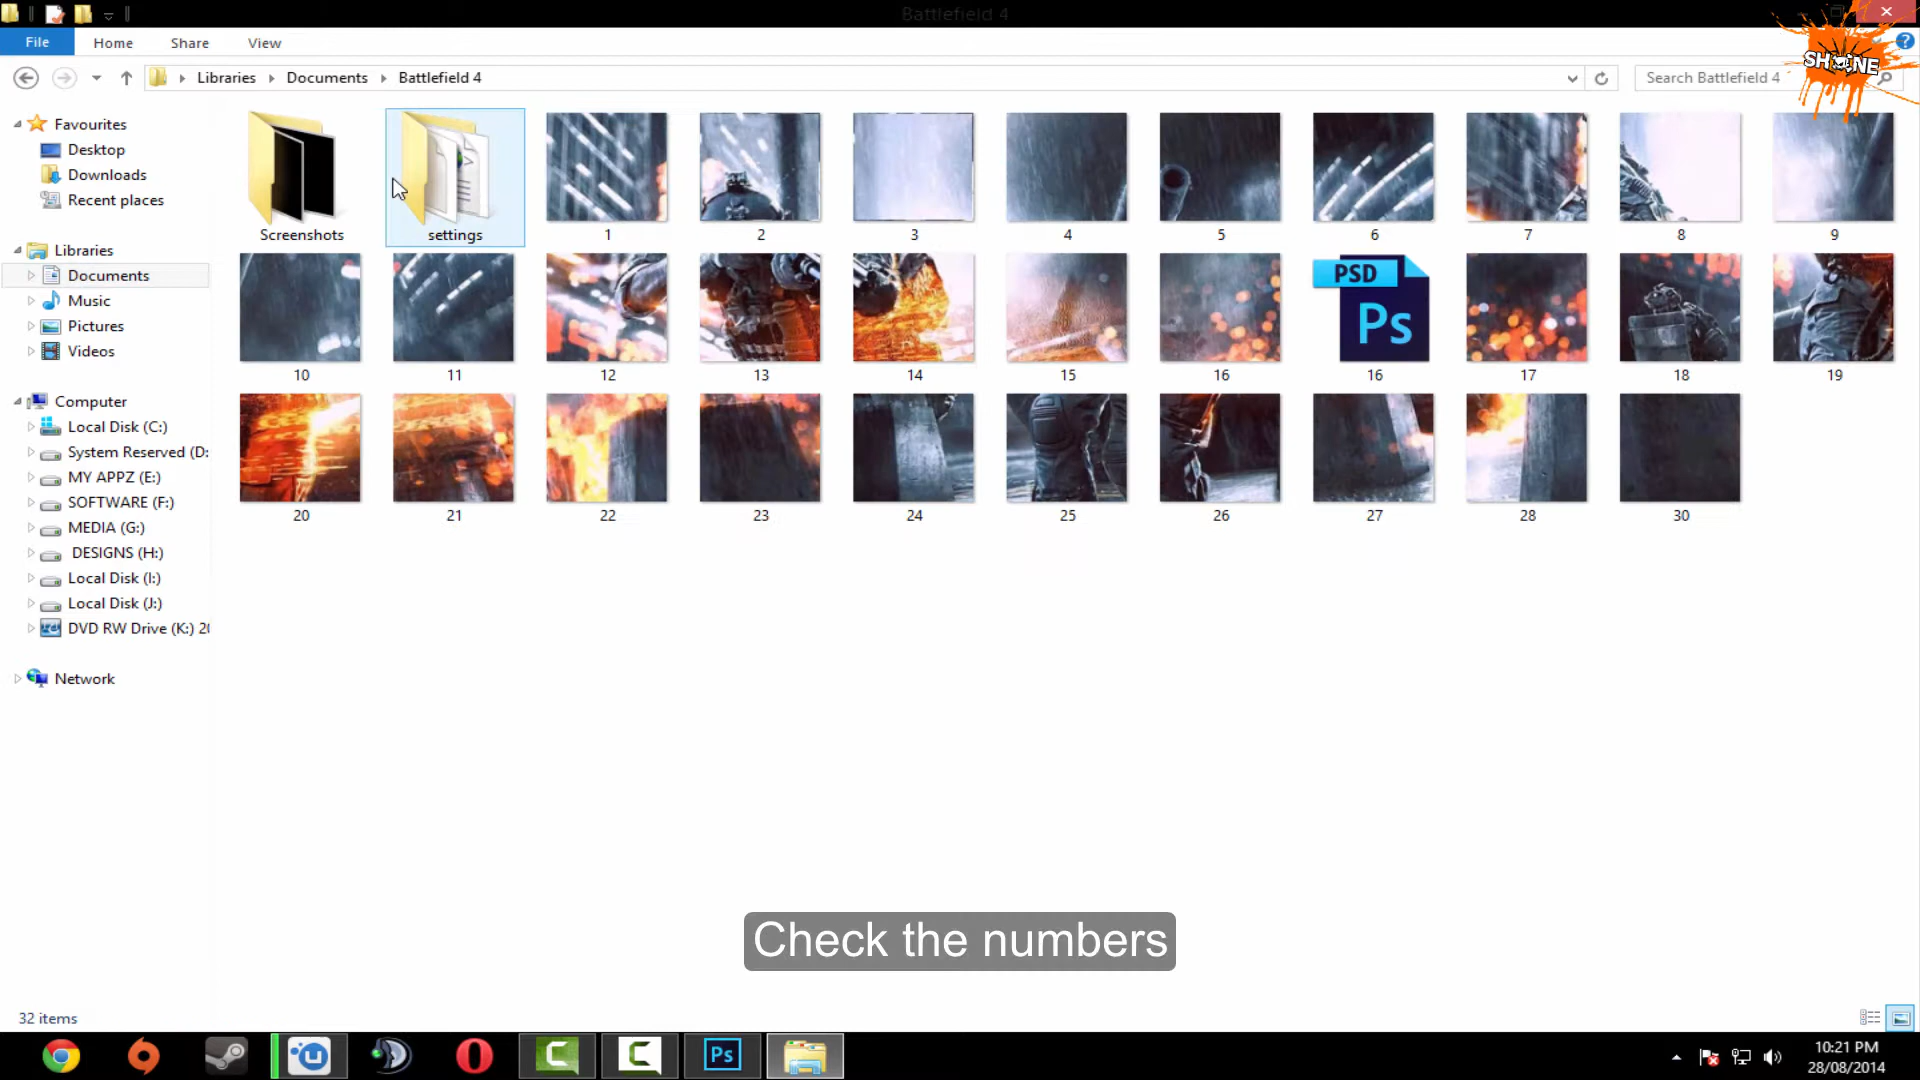 Battlefield 4
File Home Share View
Libraries Documents Battlefield 4 Search Battlefield 4
SHONE
Favourites
Desktop
Downloads
Recent places
Libraries
Documents
Music
Pictures
Videos
Computer
Local Disk (C:)
System Reserved (D:
MY APPZ (E:)
SOFTWARE (F:)
MEDIA (G:)
DESIGNS (H:)
Local Disk (I:)
Local Disk (J:)
DVD RW Drive (K:) 20
Network
Screenshots settings 1 2 3 4 5 6 7 8 9
PSD
Ps
10 11 12 13 14 15 16 16 17 18 19
20 21 22 23 24 25 26 27 28 30
Check the numbers
32 items
Ps
10:21 PM
28/08/2014